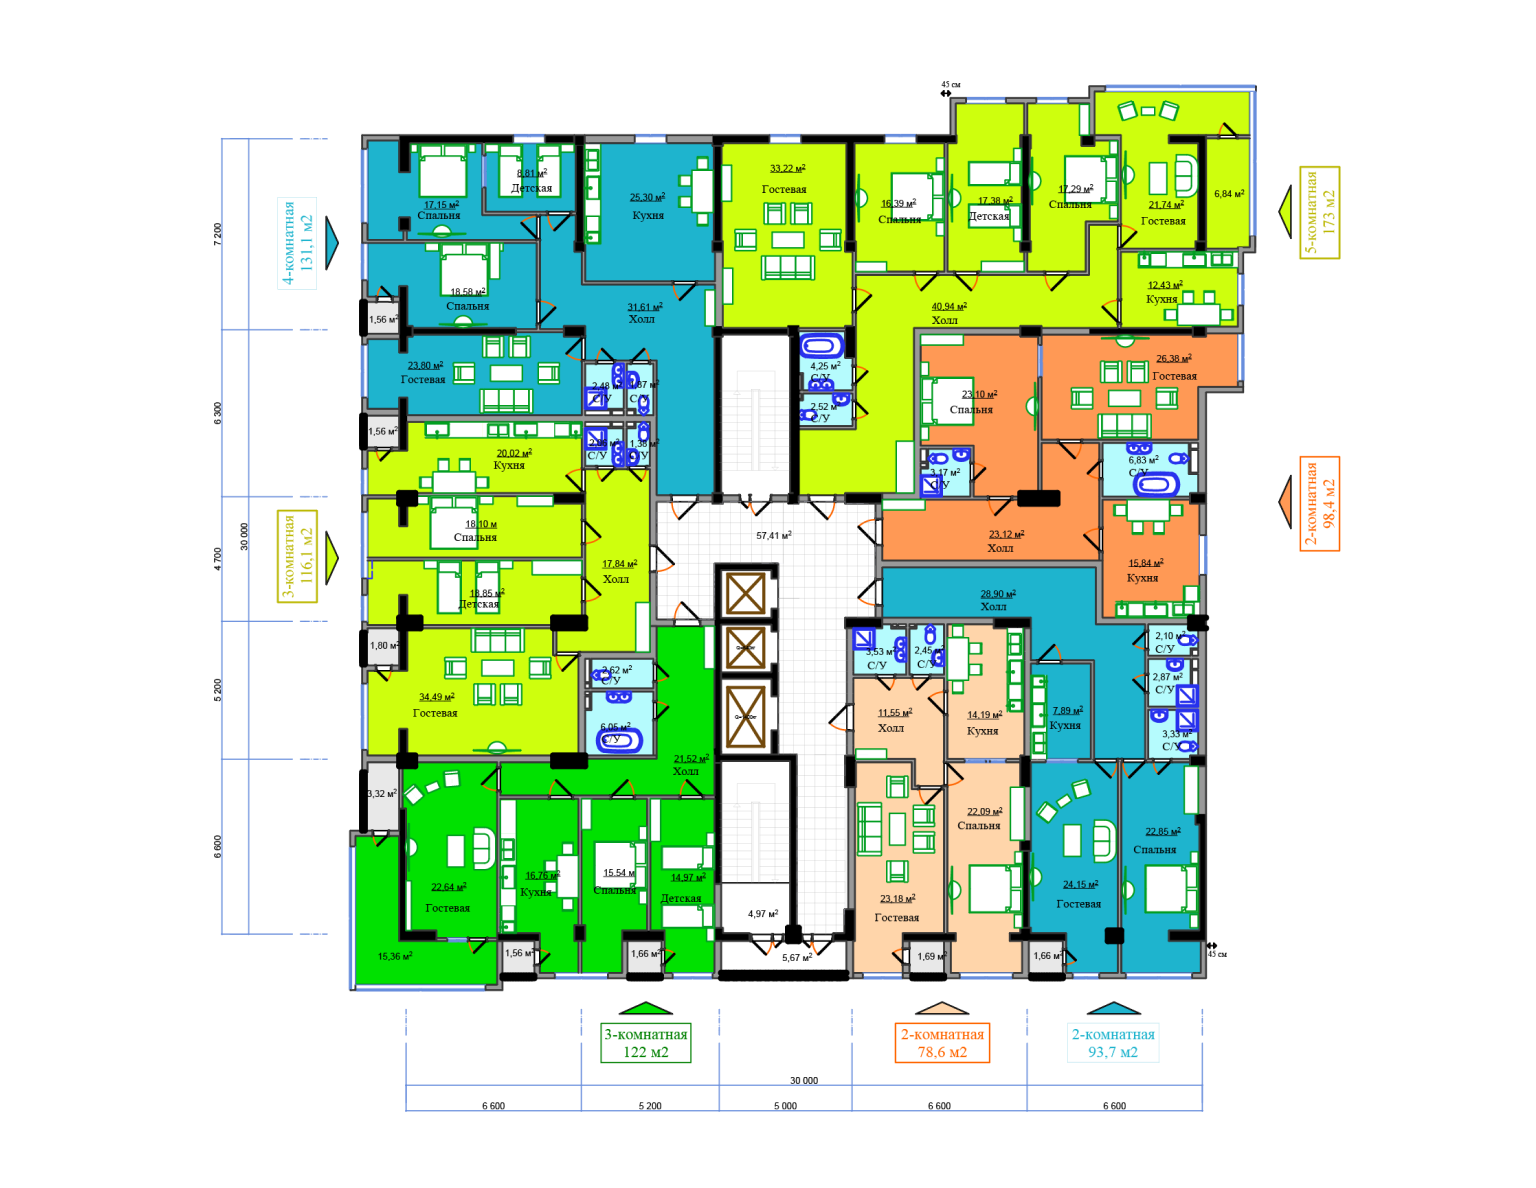 45 см
33,22 м²
Гостевая
8,81 м²
Детская
17,15 м²
Спальня
25,30 м²
Кухня
16,39 м²
Спальня
17,38 м²
Детская
17,29 м²
Спальня
21,74 м²
Гостевая
6,84 м²
5-комнатная
173 м2
4-комнатная
131,1 м2
7 200
18,58 м²
Спальня
1,56 м²
31,61 м²
Холл
40,94 м²
Холл
12,43 м²
Кухня
23,80 м²
Гостевая
2,48 м²
С/У
1,87 м²
С/У
4,25 м²
С/У
2,52 м²
С/У
23,10 м²
Спальня
26,38 м²
Гостевая
6 300
1,56 м²
20,02 м²
Кухня
С/У
1,38 м²
С/У
3,17 м²
С/У
6,83 м²
С/У
2-комнатная
98,4 м2
30 000
18,10 м
Спальня
57,41 м²
23,12 м²
Холл
15,84 м²
Кухня
3-комнатная
116,1 м2
4 700
17,84 м²
Холл
18,85 м²
Детская
28,90 м²
Холл
1,80 м²
3,53 м²
С/У
2,45 м²
С/У
2,10 м²
С/У
2,62 м²
С/У
2,87 м²
С/У
5 200
34,49 м²
Гостевая
6,05 м²
С/У
11,55 м²
Холл
14,19 м²
Кухня
7,89 м²
Кухня
3,33 м²
С/У
21,52 м²
Холл
3,32 м²
6 600
22,09 м²
Спальня
22,85 м²
Спальня
22,64 м²
Гостевая
16,76 м²
Кухня
15,54 м
Спальня
14,97 м²
Детская
4,97 м²
23,18 м²
Гостевая
24,15 м²
Гостевая
15,36 м²
1,56 м²
1,66 м²
5,67 м²
1,69 м²
1,66 м²
45 см
3-комнатная
122 м2
2-комнатная
78,6 м2
2-комнатная
93,7 м2
30 000
6 600
5 200
5 000
6 600
6 600